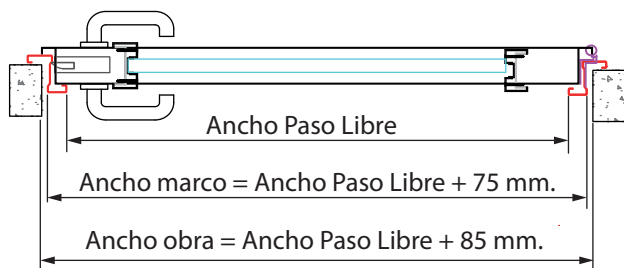 Ancho Paso Libre
Ancho marco = Ancho Paso Libre + 75 mm.
Ancho obra = Ancho Paso Libre + 85 mm.